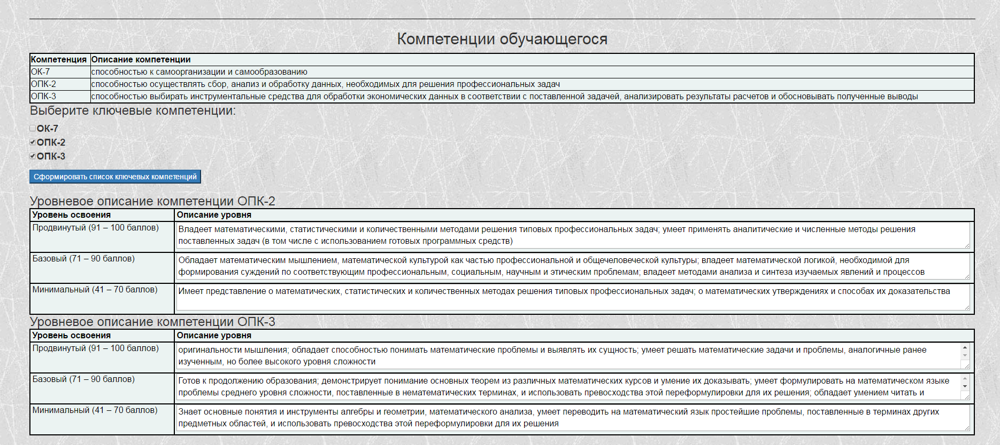 Компетенции обучающегося
Компетенция Описание компетенции
ОК-7 способностью к самоорганизации и самообразованию
ОПК-2 способностью осуществлять сбор, анализ и обработку данных, необходимых для решения профессиональных задач
ОПК-3 способностью выбирать инструментальные средства для обработки экономических данных в соответствии с поставленной задачей, анализировать результаты расчетов и обосновывать полученные выводы
Выберите ключевые компетенции:
ОК-7
ОПК-2
ОПК-3
Сформировать список ключевых компетенций
Уровневое описание компетенции ОПК-2
Уровень освоения Описание уровня
Продвинутый (91 – 100 баллов) Владеет математическими, статистическими и количественными методами решения типовых профессиональных задач; умеет применять аналитические и численные методы решения
поставленных задач (в том числе с использованием готовых программных средств)
Базовый (71 – 90 баллов) Обладает математическим мышлением, математической культурой как частью профессиональной и общечеловеческой культуры; владеет математической логикой, необходимой для
формирования суждений по соответствующим профессиональным, социальным, научным и этическим проблемам; владеет методами анализа и синтеза изучаемых явлений и процессов
Минимальный (41 – 70 баллов) Имеет представление о математических, статистических и количественных методах решения типовых профессиональных задач; о математических утверждениях и способах их доказательства
Уровневое описание компетенции ОПК-3
Уровень освоения Описание уровня
Продвинутый (91 – 100 баллов) оригинальности мышления; обладает способностью понимать математические проблемы и выявлять их сущность; умеет решать математические задачи и проблемы, аналогичные ранее
изученным, но более высокого уровня сложности
Базовый (71 – 90 баллов) Готов к продолжению образования; демонстрирует понимание основных теорем из различных математических курсов и умение их доказывать; умеет формулировать на математическом языке
проблемы среднего уровня сложности, поставленные в нематематических терминах, и использовать превосходства этой переформулировки для их решения; обладает умением читать и
Минимальный (41 – 70 баллов) Знает основные понятия и инструменты алгебры и геометрии, математического анализа, умеет переводить на математический язык простейшие проблемы, поставленные в терминах других
предметных областей, и использовать превосходства этой переформулировки для их решения